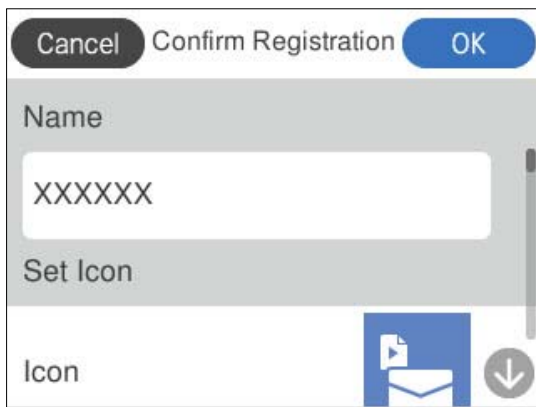 Cancel Confirm Registration OK
Name
XXXXXX
Set Icon
Icon